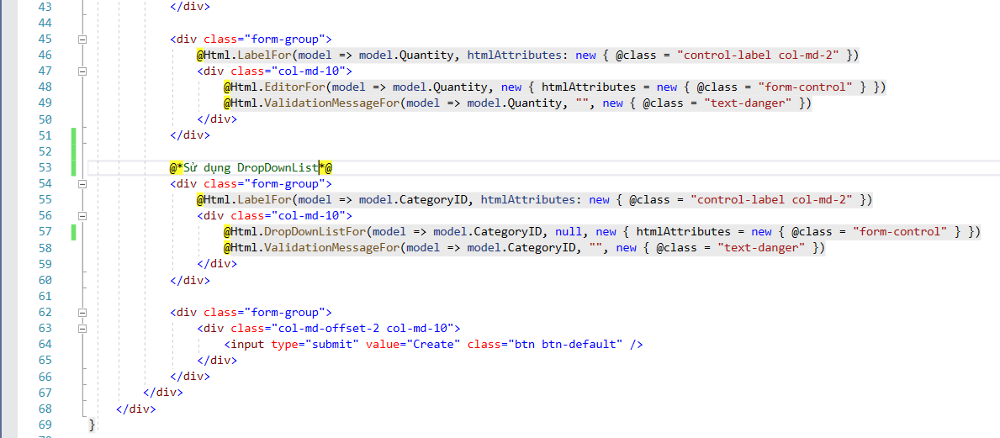 43 </div>
44
45 <div class="form-group">
46 @Html.LabelFor(model => model.Quantity, htmlAttributes: new { @class = "control-label col-md-2" })
47 <div class="col-md-10">
48 @Html.EditorFor(model => model.Quantity, new { htmlAttributes = new { @class = "form-control" } })
49 @Html.ValidationMessageFor(model => model.Quantity, "", new { @class = "text-danger" })
50 </div>
51 </div>
52
53 @*Sử dụng DropDownList*@
54 <div class="form-group">
55 @Html.LabelFor(model => model.CategoryID, htmlAttributes: new { @class = "control-label col-md-2" })
56 <div class="col-md-10">
57 @Html.DropDownListFor(model => model.CategoryID, null, new { htmlAttributes = new { @class = "form-control" } })
58 @Html.ValidationMessageFor(model => model.CategoryID, "", new { @class = "text-danger" })
59 </div>
60 </div>
61
62 <div class="form-group">
63 <div class="col-md-offset-2 col-md-10">
64 <input type="submit" value="Create" class="btn btn-default" />
65 </div>
66 </div>
67 </div>
68 </div>
69 }